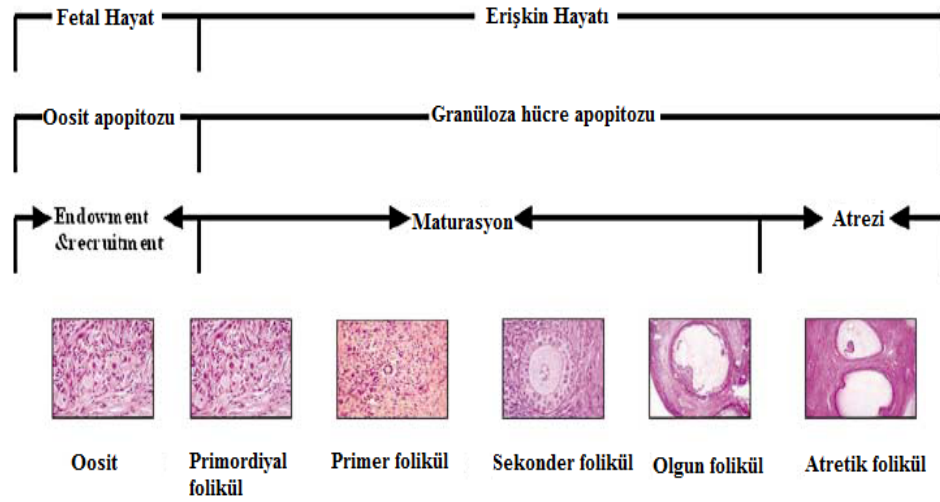 Fetal Hayat
Erişkin Hayatı
Oosit apopitozu
Granüloza hücre apopitozu
Endowment
&recruitment
Maturasyon
Atrezi
Oosit
Primordiyal
folikül
Primer folikül
Sekonder folikül
Olgun folikül
Atretik folikül